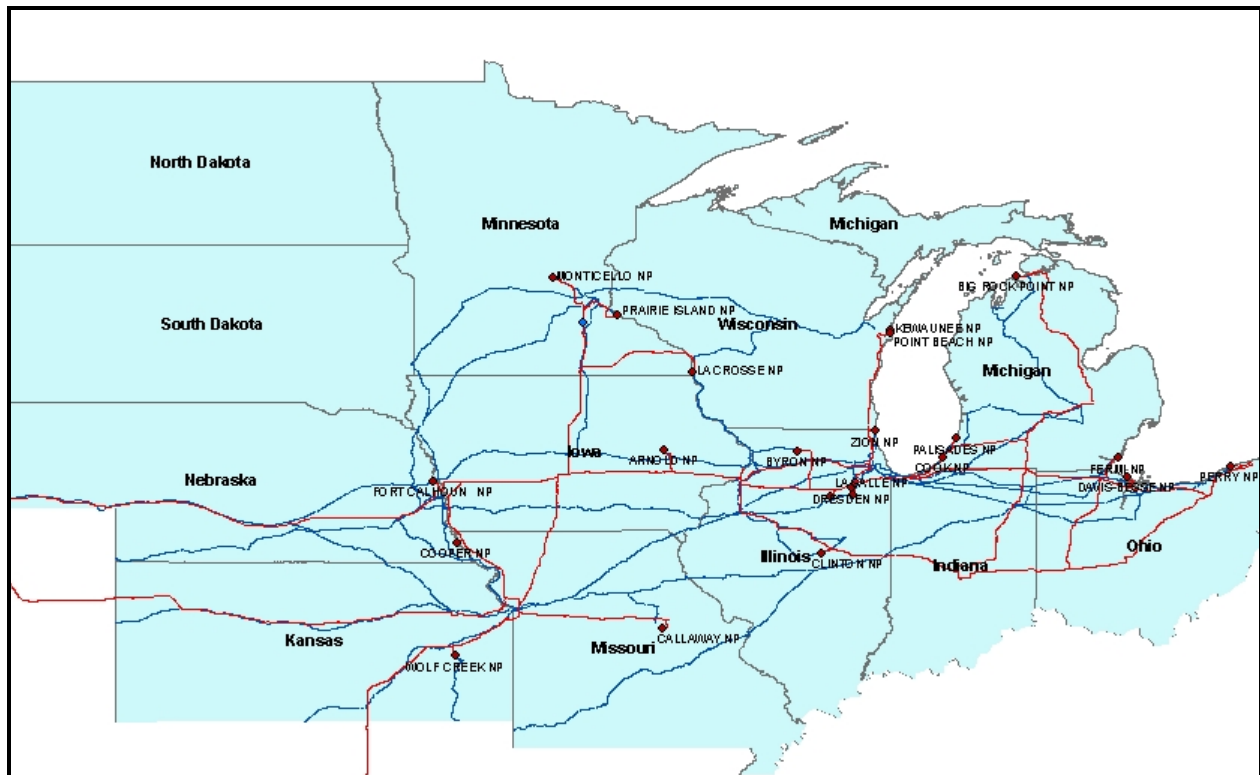 North Dakota
Minnesota
Michigan
MONTICELLO NP
BIG ROCK POINT NP
PRAIRIE ISLAND NP
South Dakota
Wisconsin
KEWAUNEE NP
POINT BEACH NP
LACROSSE NP
Michigan
ZION NP
PALISADES NP
Iowa
ARNOLD NP
BYRON NP
COOK NP
FERMI NP
PERRY NP
Nebraska
LASALLE NP
DAVIS-BESSE NP
FORT CALHOUN NP
DRESDEN NP
COOPER NP
Illinois
CLINTON NP
Indiana
Ohio
Kansas
Missouri
CALLAWAY NP
WOLF CREEK NP